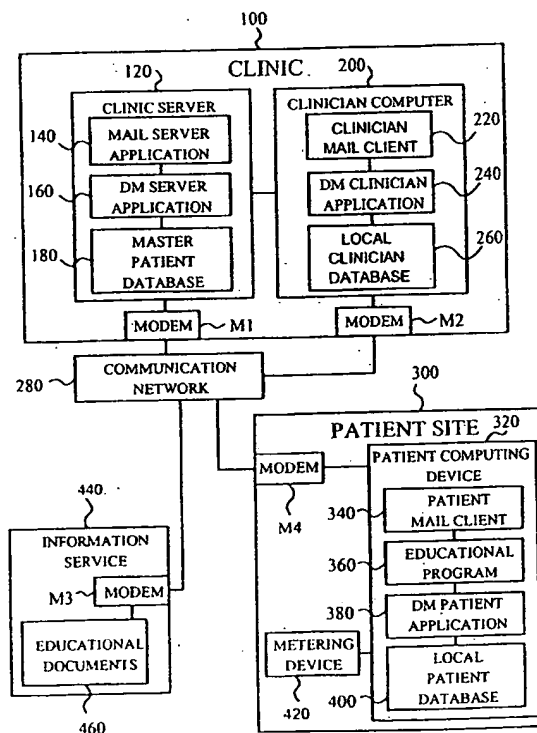 100
CLINIC
120
200
CLINIC SERVER
CLINICIAN COMPUTER
140
MAIL SERVER
APPLICATION
CLINICIAN
MAIL CLIENT
220
160
DM SERVER
APPLICATION
DM CLINICIAN
APPLICATION
240
180
MASTER
PATIENT
DATABASE
LOCAL
CLINICIAN
DATABASE
260
MODEM
M1
MODEM
M2
280
COMMUNICATION
NETWORK
300
PATIENT SITE
320
MODEM
M4
PATIENT COMPUTING
DEVICE
340
PATIENT
MAIL CLIENT
360
EDUCATIONAL
PROGRAM
380
DM PATIENT
APPLICATION
METERING
DEVICE
420
400
LOCAL
PATIENT
DATABASE
440
INFORMATION
SERVICE
M3
MODEM
EDUCATIONAL
DOCUMENTS
460